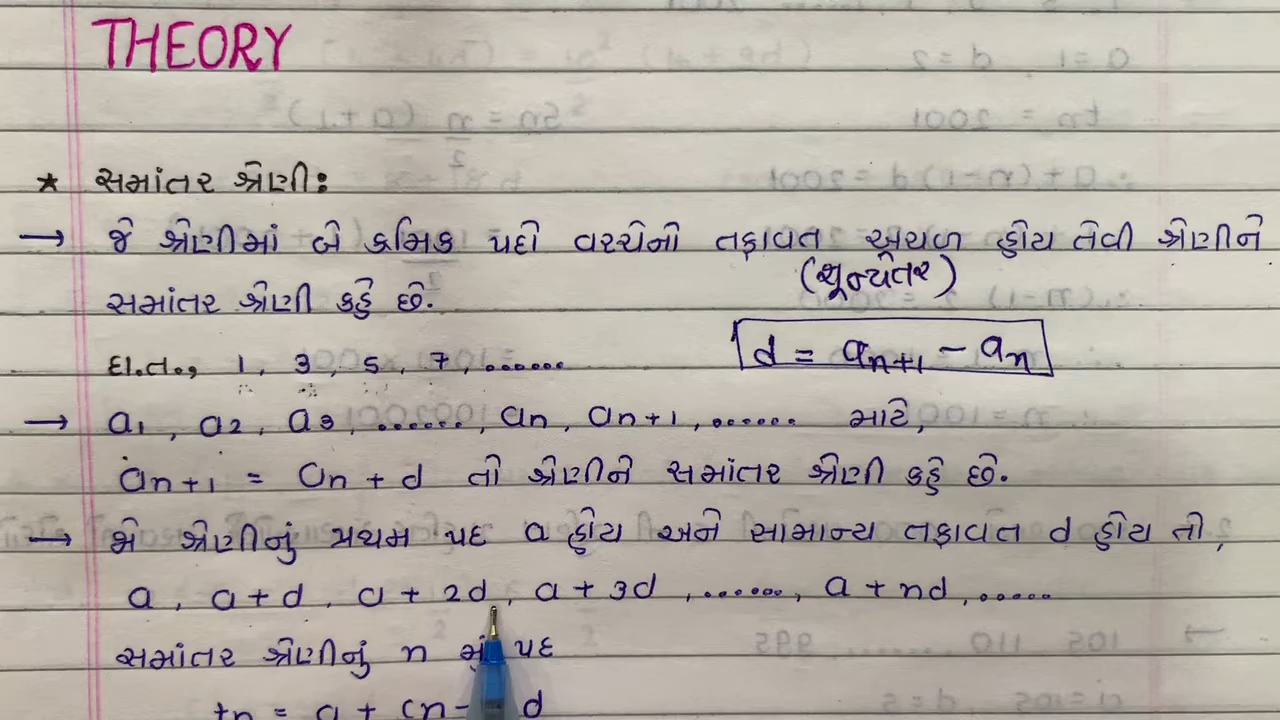 THEORY
★ સમાંતર શ્રેણી:
→ જે શ્રેણીમાં બે ક્રમિક પદો વચ્ચેનો તફાવત અચળ હોય તેવી શ્રેણીને
(શૂન્યેતર)
સમાંતર શ્રેણી કહે છે.
દા.ત., 1, 3, 5, 7, ......
d = an+1 − an
→ a1, a2, a3, ......, an, an+1, ...... માટે,
an+1 = an + d તો શ્રેણીને સમાંતર શ્રેણી કહે છે.
→ જો શ્રેણીનું પ્રથમ પદ a હોય અને સામાન્ય તફાવત d હોય તો,
a, a+d, a + 2d, a + 3d, ......, a + nd, .....
સમાંતર શ્રેણીનું n મું પદ
tn = a + (n- d